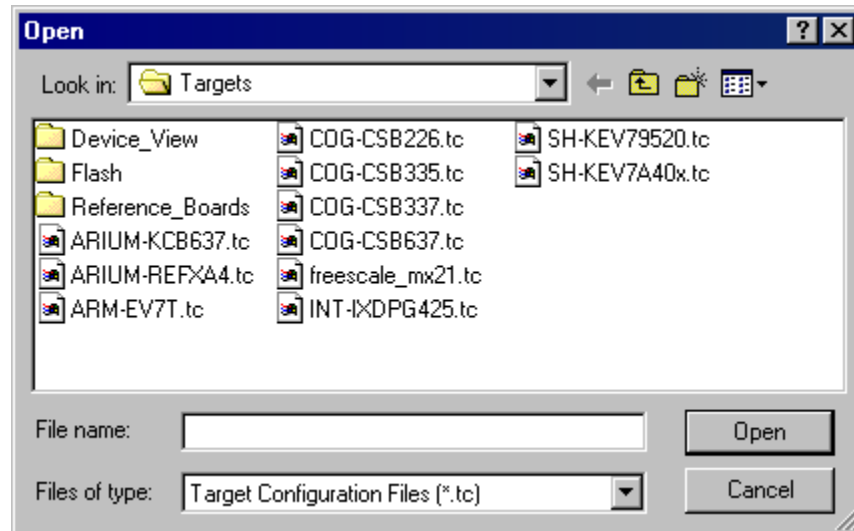 Open
Look in: Targets
Device_View COG-CSB226.tc SH-KEV79520.tc
Flash COG-CSB335.tc SH-KEV7A40x.tc
Reference_Boards COG-CSB337.tc
ARIUM-KCB637.tc COG-CSB637.tc
ARIUM-REFXA4.tc freescale_mx21.tc
ARM-EV7T.tc INT-IXDPG425.tc
File name: Open
Files of type: Target Configuration Files (*.tc) Cancel